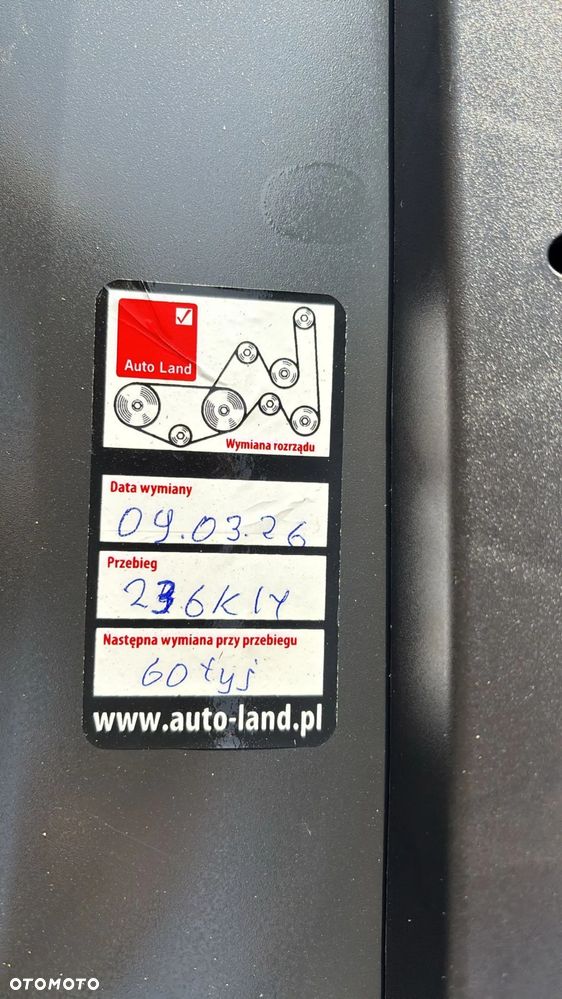 Auto Land
Wymiana rozrządu
Data wymiany
09.03.26
Przebieg
236K
Następna wymiana przy przebiegu
60 tyś
www.auto-land.pl
OTOMOTO